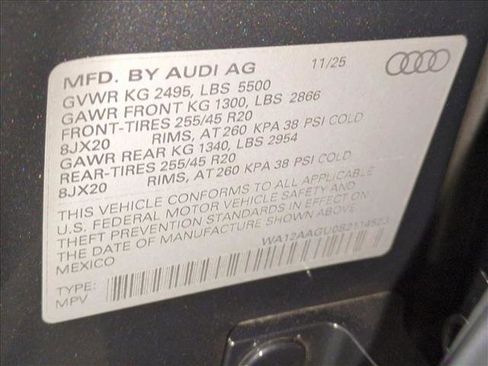 MFD. BY AUDI AG 11/25
GVWR KG 2495, LBS 5500
GAWR FRONT KG 1300, LBS 2866
FRONT-TIRES 255/45 R20
8JX20 RIMS, AT 260 KPA 38 PSI COLD
GAWR REAR KG 1340, LBS 2954
REAR-TIRES 255/45 R20
8JX20 RIMS, AT 260 KPA 38 PSI COLD
THIS VEHICLE CONFORMS TO ALL APPLICABLE
U.S. FEDERAL MOTOR VEHICLE SAFETY AND
THEFT PREVENTION STANDARDS IN EFFECT ON
THE DATE OF MANUFACTURE SHOWN ABOVE.
MEXICO
TYPE:
MPV